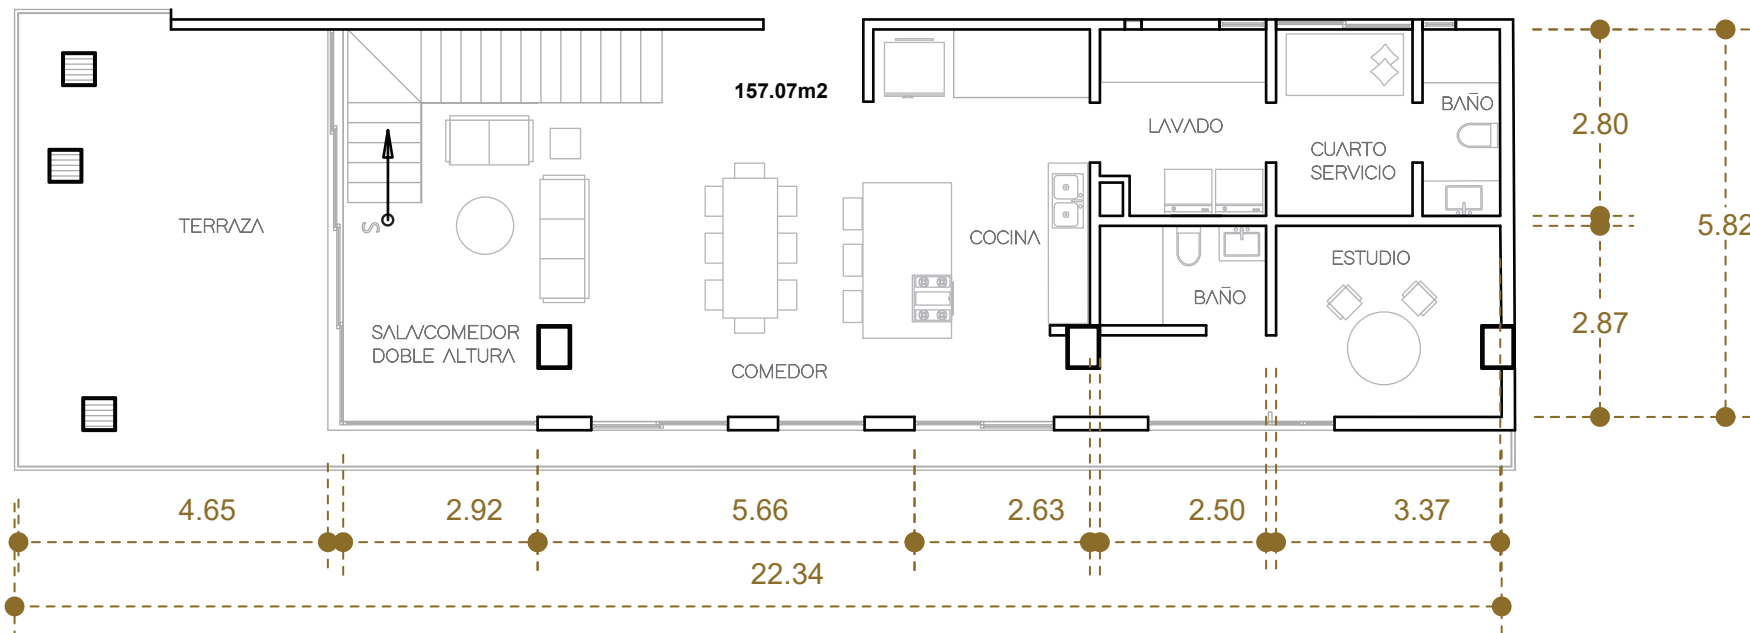 157.07m2
BAÑO
LAVADO
2.80
CUARTO
SERVICIO
TERRAZA
S
COCINA
5.82
ESTUDIO
BAÑO
SALA/COMEDOR
DOBLE ALTURA
2.87
COMEDOR
4.65
2.92
5.66
2.63
2.50
3.37
22.34